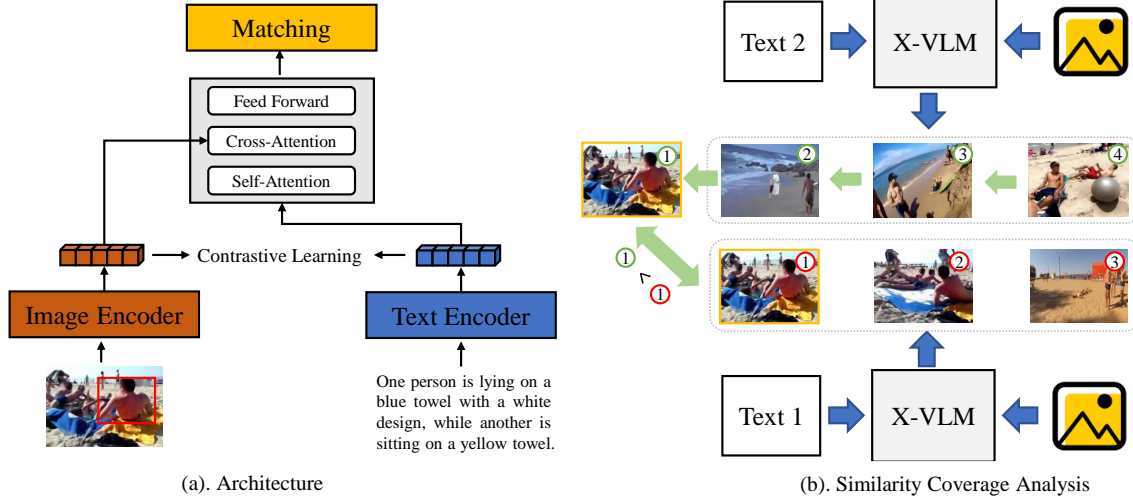 Matching
Feed Forward
Cross-Attention
Self-Attention
Contrastive Learning
Image Encoder
Text Encoder
One person is lying on a
blue towel with a white
design, while another is
sitting on a yellow towel.
(a). Architecture
Text 2
X-VLM
① ② ③ ④
①
<
①
① ② ③
Text 1
X-VLM
(b). Similarity Coverage Analysis